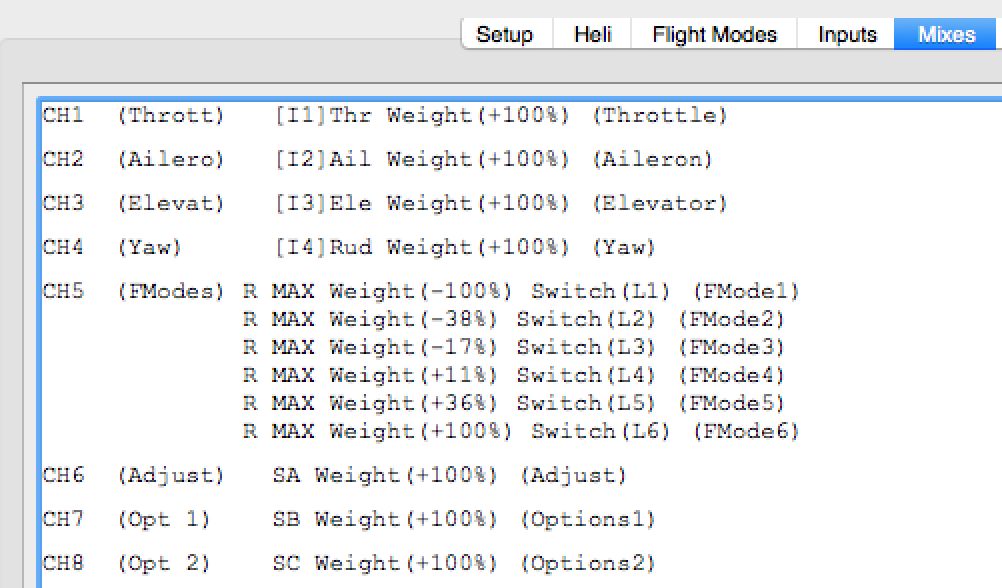 Setup Heli Flight Modes Inputs Mixes
CH1 (Thrott) [I1]Thr Weight(+100%) (Throttle)
CH2 (Ailero) [I2]Ail Weight(+100%) (Aileron)
CH3 (Elevat) [I3]Ele Weight(+100%) (Elevator)
CH4 (Yaw) [I4]Rud Weight(+100%) (Yaw)
CH5 (FModes) R MAX Weight(-100%) Switch(L1) (FMode1)
R MAX Weight(-38%) Switch(L2) (FMode2)
R MAX Weight(-17%) Switch(L3) (FMode3)
R MAX Weight(+11%) Switch(L4) (FMode4)
R MAX Weight(+36%) Switch(L5) (FMode5)
R MAX Weight(+100%) Switch(L6) (FMode6)
CH6 (Adjust) SA Weight(+100%) (Adjust)
CH7 (Opt 1) SB Weight(+100%) (Options1)
CH8 (Opt 2) SC Weight(+100%) (Options2)